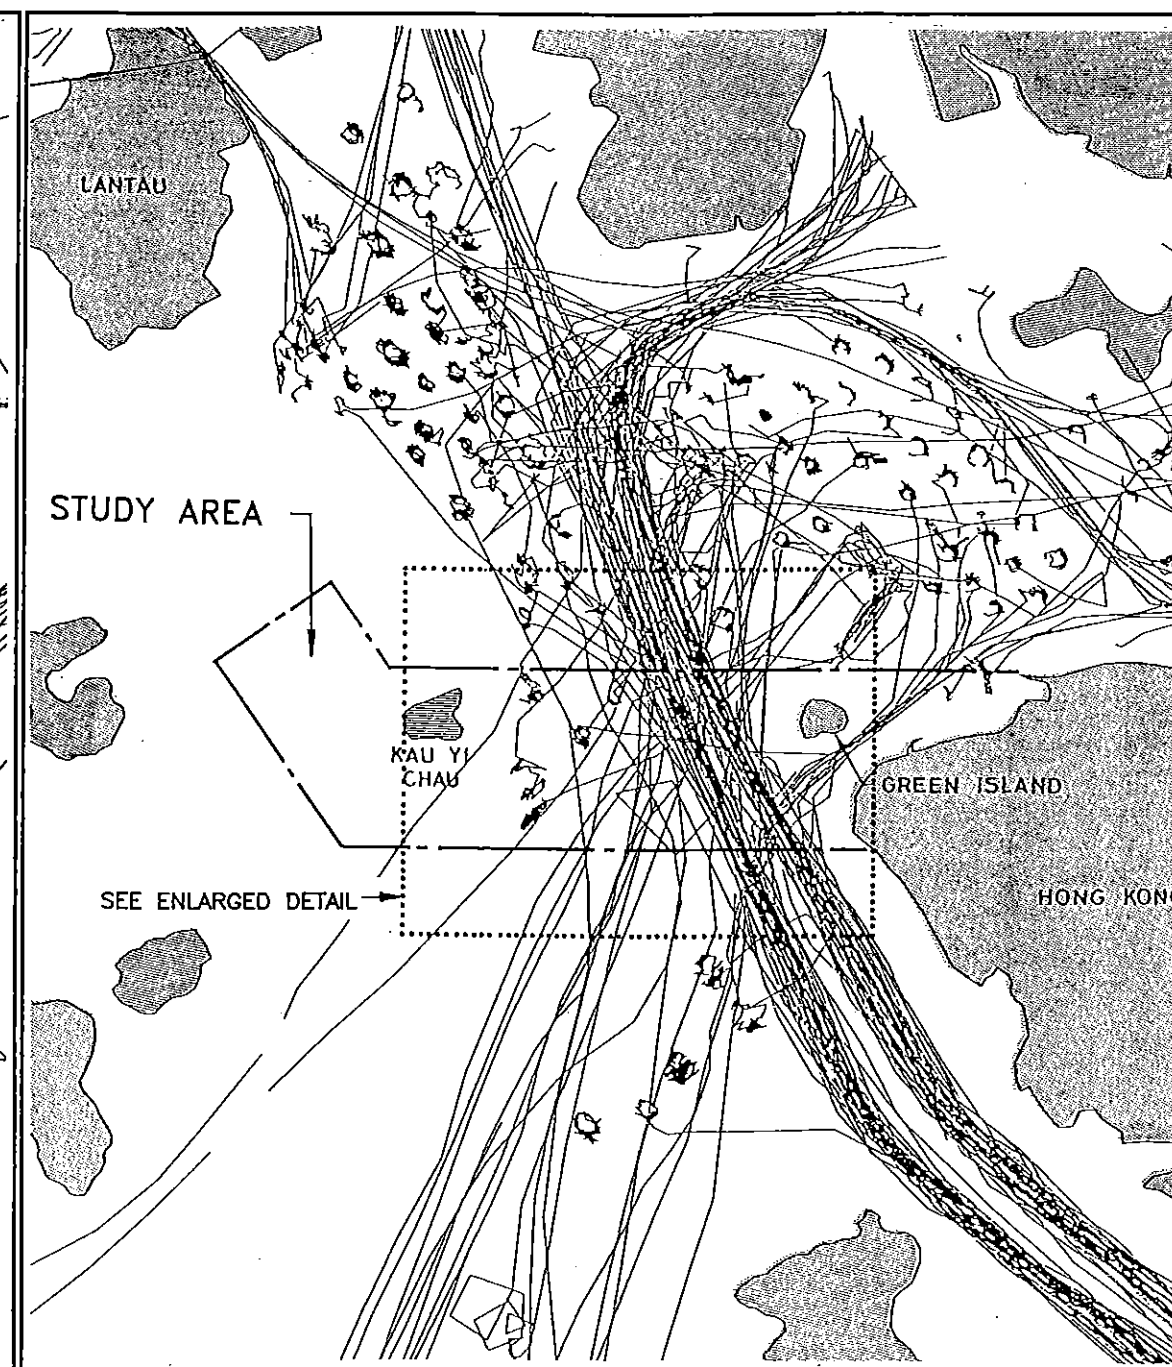 LANTAU
STUDY AREA
KAU YI
CHAU
GREEN ISLAND
SEE ENLARGED DETAIL
HONG KONG